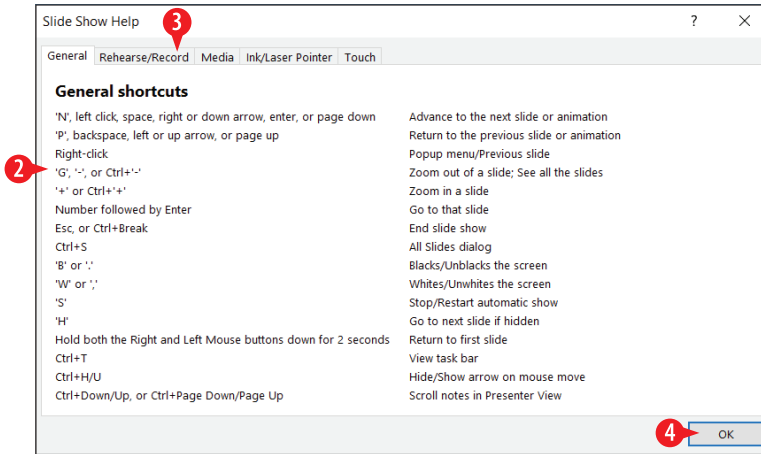 Slide Show Help ? ×
3
General Rehearse/Record Media Ink/Laser Pointer Touch
General shortcuts
'N', left click, space, right or down arrow, enter, or page down Advance to the next slide or animation
'P', backspace, left or up arrow, or page up Return to the previous slide or animation
Right-click Popup menu/Previous slide
2 'G', '-', or Ctrl+'-' Zoom out of a slide; See all the slides
'+' or Ctrl+'+' Zoom in a slide
Number followed by Enter Go to that slide
Esc, or Ctrl+Break End slide show
Ctrl+S All Slides dialog
'B' or '.' Blacks/Unblacks the screen
'W' or ',' Whites/Unwhites the screen
'S' Stop/Restart automatic show
'H' Go to next slide if hidden
Hold both the Right and Left Mouse buttons down for 2 seconds Return to first slide
Ctrl+T View task bar
Ctrl+H/U Hide/Show arrow on mouse move
Ctrl+Down/Up, or Ctrl+Page Down/Page Up Scroll notes in Presenter View
4 OK